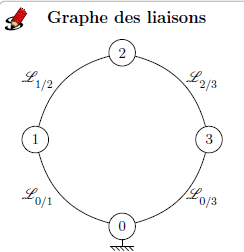 Graphe des liaisons
2
ℒ1/2
ℒ2/3
1
3
ℒ0/1
ℒ0/3
0